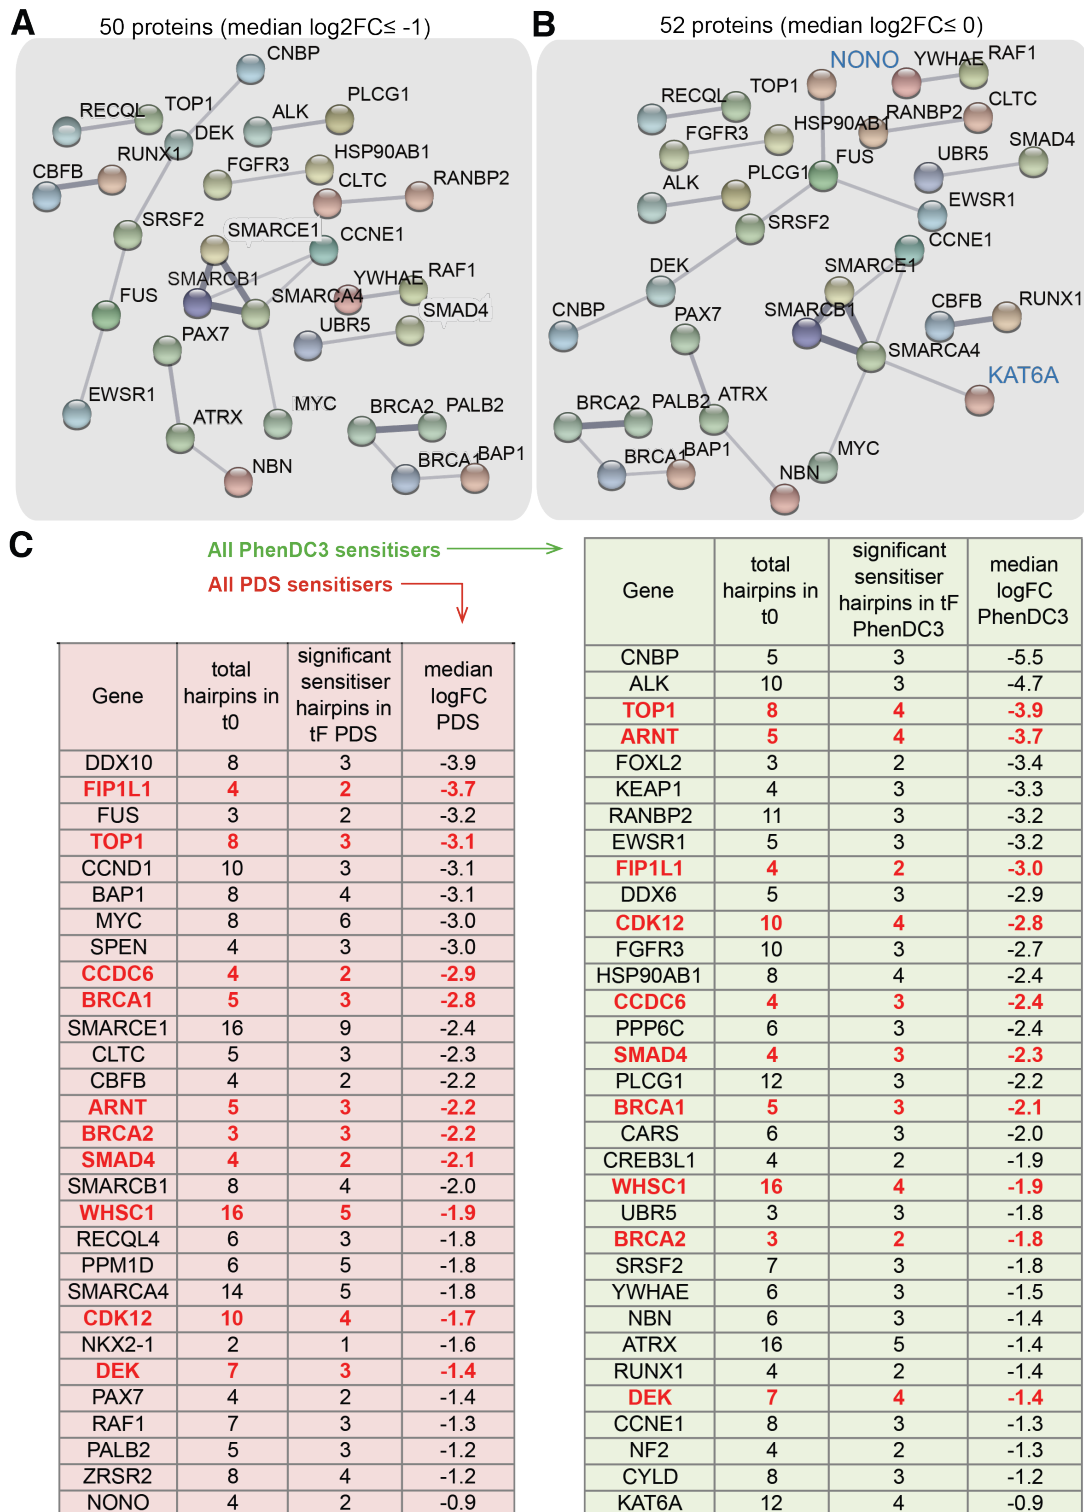 A
50 proteins (median log2FC≤ -1)
CNBP
RECQL
TOP1
ALK
PLCG1
DEK
CBFB
RUNX1
FGFR3
HSP90AB1
CLTC
RANBP2
SRSF2
SMARCE1
CCNE1
SMARCB1
SMARCA4
YWHAE
RAF1
FUS
PAX7
UBR5
SMAD4
EWSR1
ATRX
MYC
BRCA2
PALB2
NBN
BRCA1
BAP1
B
52 proteins (median log2FC≤ 0)
NONO
YWHAE
RAF1
RECQL
TOP1
HSP90AB1
RANBP2
CLTC
FGFR3
FUS
UBR5
SMAD4
ALK
PLCG1
EWSR1
SRSF2
CCNE1
DEK
SMARCE1
CNBP
PAX7
SMARCB1
CBFB
RUNX1
SMARCA4
KAT6A
BRCA2
PALB2
ATRX
BRCA1
BAP1
NBN
MYC
C
All PhenDC3 sensitisers
All PDS sensitisers
Gene
total hairpins in t0
significant sensitiser hairpins in tF PDS
median logFC PDS
DDX10 8 3 -3.9
FIP1L1 4 2 -3.7
FUS 3 2 -3.2
TOP1 8 3 -3.1
CCND1 10 3 -3.1
BAP1 8 4 -3.1
MYC 8 6 -3.0
SPEN 4 3 -3.0
CCDC6 4 2 -2.9
BRCA1 5 3 -2.8
SMARCE1 16 9 -2.4
CLTC 5 3 -2.3
CBFB 4 2 -2.2
ARNT 5 3 -2.2
BRCA2 3 3 -2.2
SMAD4 4 2 -2.1
SMARCB1 8 4 -2.0
WHSC1 16 5 -1.9
RECQL4 6 3 -1.8
PPM1D 6 5 -1.8
SMARCA4 14 5 -1.8
CDK12 10 4 -1.7
NKX2-1 2 1 -1.6
DEK 7 3 -1.4
PAX7 4 2 -1.4
RAF1 7 3 -1.3
PALB2 5 3 -1.2
ZRSR2 8 4 -1.2
NONO 4 2 -0.9
Gene
total hairpins in t0
significant sensitiser hairpins in tF PhenDC3
median logFC PhenDC3
CNBP 5 3 -5.5
ALK 10 3 -4.7
TOP1 8 4 -3.9
ARNT 5 4 -3.7
FOXL2 3 2 -3.4
KEAP1 4 3 -3.3
RANBP2 11 3 -3.2
EWSR1 5 3 -3.2
FIP1L1 4 2 -3.0
DDX6 5 3 -2.9
CDK12 10 4 -2.8
FGFR3 10 3 -2.7
HSP90AB1 8 4 -2.4
CCDC6 4 3 -2.4
PPP6C 6 3 -2.4
SMAD4 4 3 -2.3
PLCG1 12 3 -2.2
BRCA1 5 3 -2.1
CARS 6 3 -2.0
CREB3L1 4 2 -1.9
WHSC1 16 4 -1.9
UBR5 3 3 -1.8
BRCA2 3 2 -1.8
SRSF2 7 3 -1.8
YWHAE 6 3 -1.5
NBN 6 3 -1.4
ATRX 16 5 -1.4
RUNX1 4 2 -1.4
DEK 7 4 -1.4
CCNE1 8 3 -1.3
NF2 4 2 -1.3
CYLD 8 3 -1.2
KAT6A 12 4 -0.9